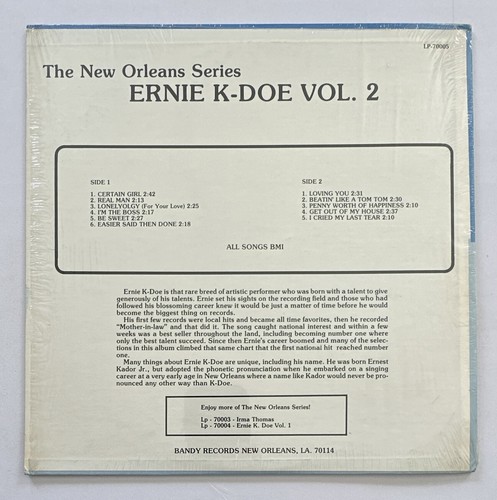 LP-70005
The New Orleans Series
ERNIE K-DOE VOL. 2
SIDE 1
1. CERTAIN GIRL 2:42
2. REAL MAN 2:13
3. LONELYOLGY (For Your Love) 2:25
4. I'M THE BOSS 2:17
5. BE SWEET 2:27
6. EASIER SAID THEN DONE 2:18
SIDE 2
1. LOVING YOU 2:31
2. BEATIN' LIKE A TOM TOM 2:30
3. PENNY WORTH OF HAPPINESS 2:10
4. GET OUT OF MY HOUSE 2:37
5. I CRIED MY LAST TEAR 2:10
ALL SONGS BMI
Ernie K-Doe is that rare breed of artistic performer who was born with a talent to give
generously of his talents. Ernie set his sights on the recording field and those who had
followed his blossoming career knew it would be just a matter of time before he would
become the biggest thing on records.
His first few records were local hits and became all time favorites, then he recorded
"Mother-in-law" and that did it. The song caught national interest and within a few
weeks was a best seller throughout the land, including becoming number one where
only the best talent succeed. Since then Ernie's career boomed and many of the selec-
tions in this album climbed that same chart that the first national hit reached number
one.
Many things about Ernie K-Doe are unique, including his name. He was born Ernest
Kador Jr., but adopted the phonetic pronunciation when he embarked on a singing
career at a very early age in New Orleans where a name like Kador would never be pro-
nounced any other way than K-Doe.
Enjoy more of The New Orleans Series!
Lp - 70003 - Irma Thomas
Lp - 70004 - Ernie K. Doe Vol. 1
BANDY RECORDS NEW ORLEANS, LA. 70114